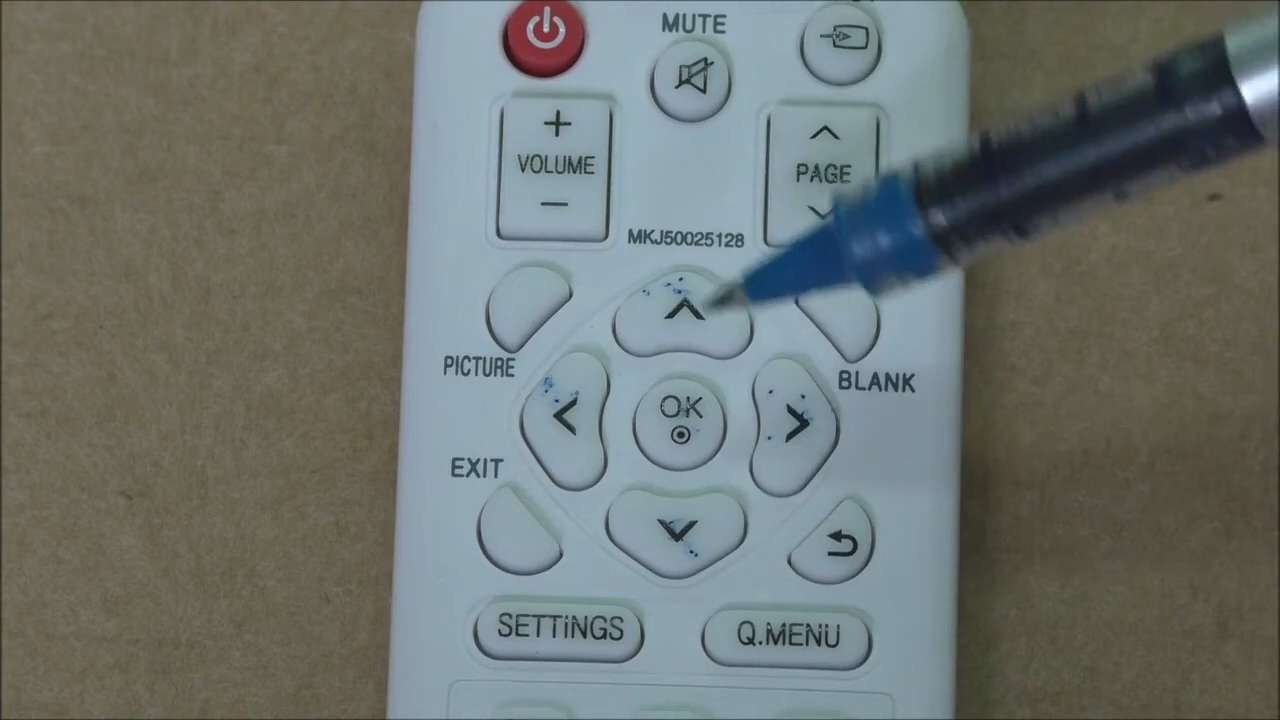 MUTE
VOLUME
PAGE
MKJ50025128
PICTURE
BLANK
OK
EXIT
SETTINGS
Q.MENU